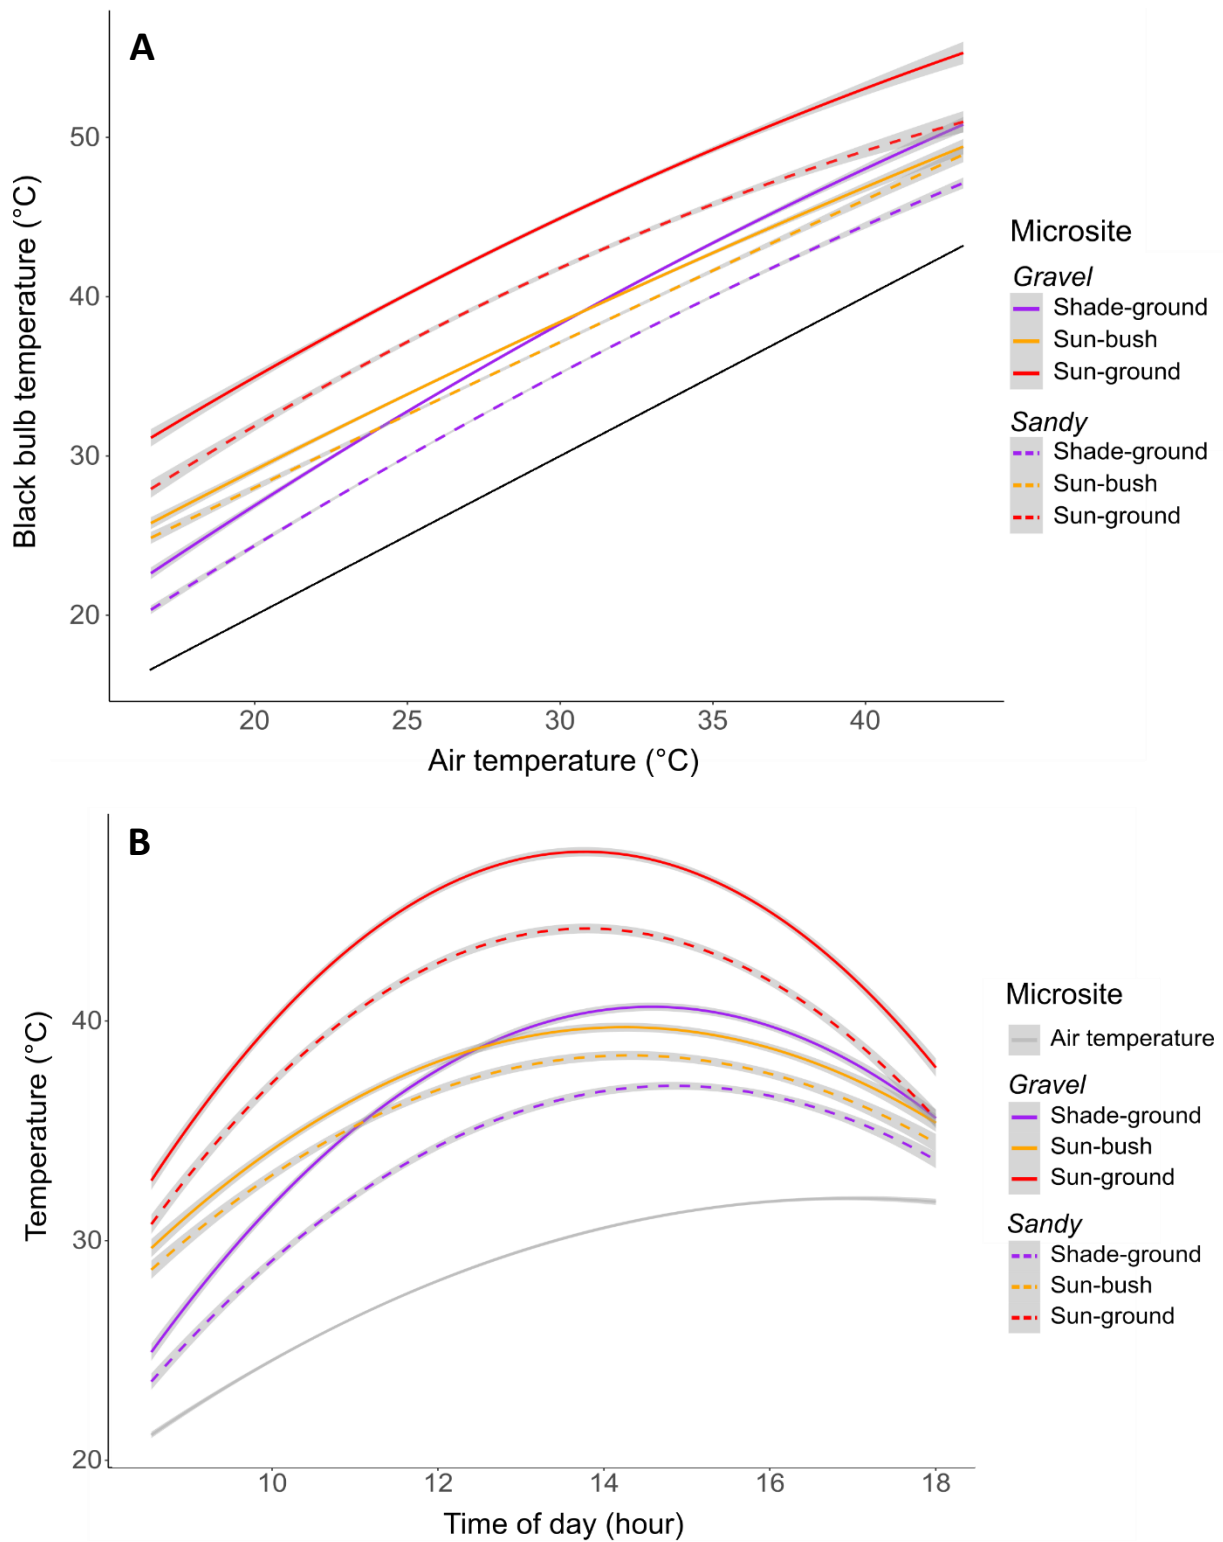 A
Black bulb temperature (°C)
50
40
30
20
20 25 30 35 40
Air temperature (°C)
Microsite
Gravel
Shade-ground
Sun-bush
Sun-ground
Sandy
Shade-ground
Sun-bush
Sun-ground
B
Temperature (°C)
40
30
20
10 12 14 16 18
Time of day (hour)
Microsite
Air temperature
Gravel
Shade-ground
Sun-bush
Sun-ground
Sandy
Shade-ground
Sun-bush
Sun-ground